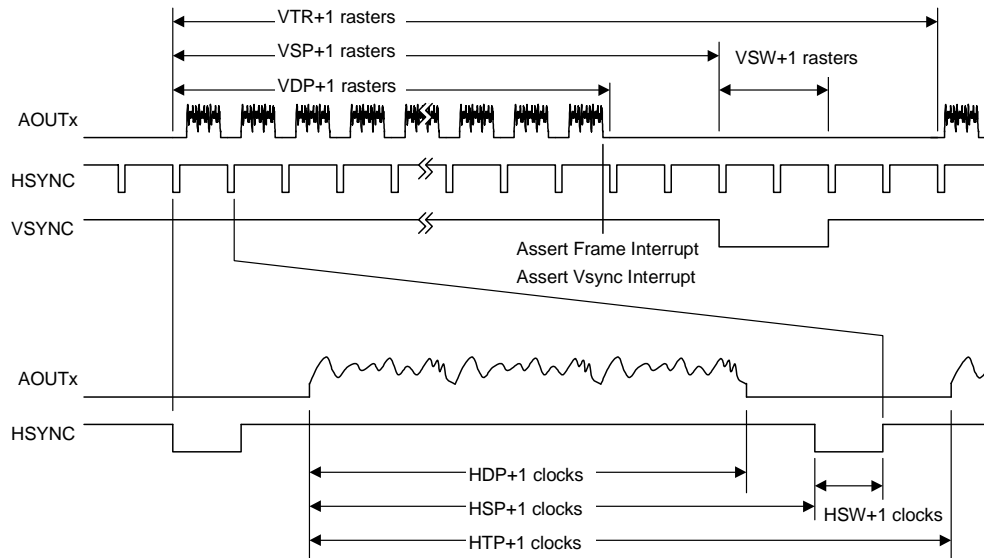 VTR+1 rasters
VSP+1 rasters
VSW+1 rasters
VDP+1 rasters
AOUTx
HSYNC
VSYNC
Assert Frame Interrupt
Assert Vsync Interrupt
AOUTx
HSYNC
HDP+1 clocks
HSP+1 clocks
HSW+1 clocks
HTP+1 clocks